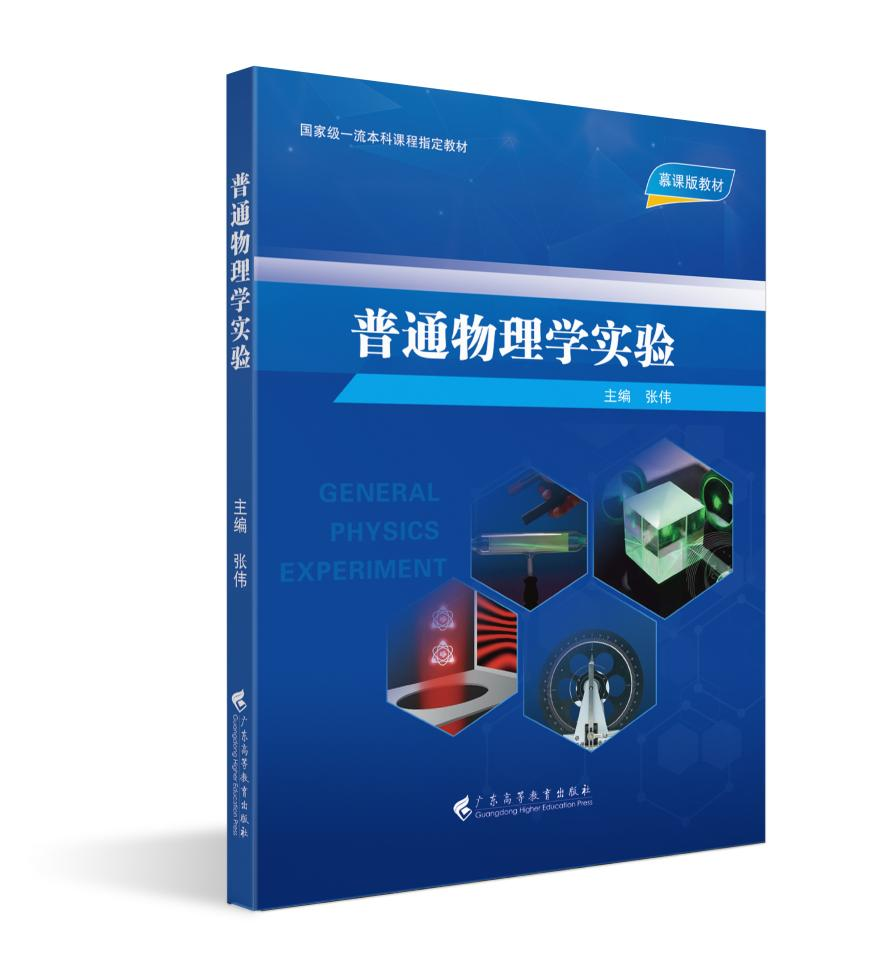 国家级一流本科课程指定教材
慕课版教材
普通物理学实验
主编 张伟
GENERAL
PHYSICS
EXPERIMENT
广东高等教育出版社
Guangdong Higher Education Press
普通物理学实验
主编 张伟
广东高等教育出版社
Guangdong Higher Education Press